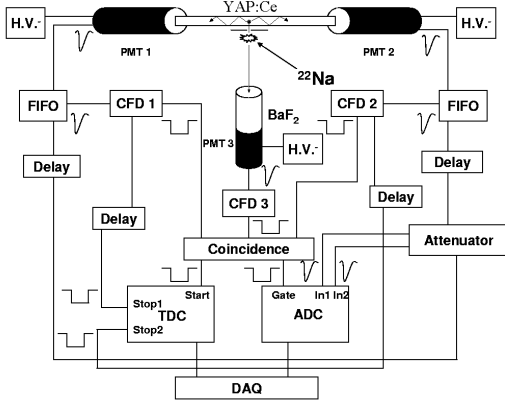 YAP:Ce
H.V.-
H.V.-
PMT 1
PMT 2
22Na
FIFO
CFD 1
BaF2
CFD 2
FIFO
PMT 3
H.V.-
Delay
Delay
CFD 3
Delay
Delay
Coincidence
Attenuator
Start
Gate
In1 In2
Stop1
TDC
ADC
Stop2
DAQ